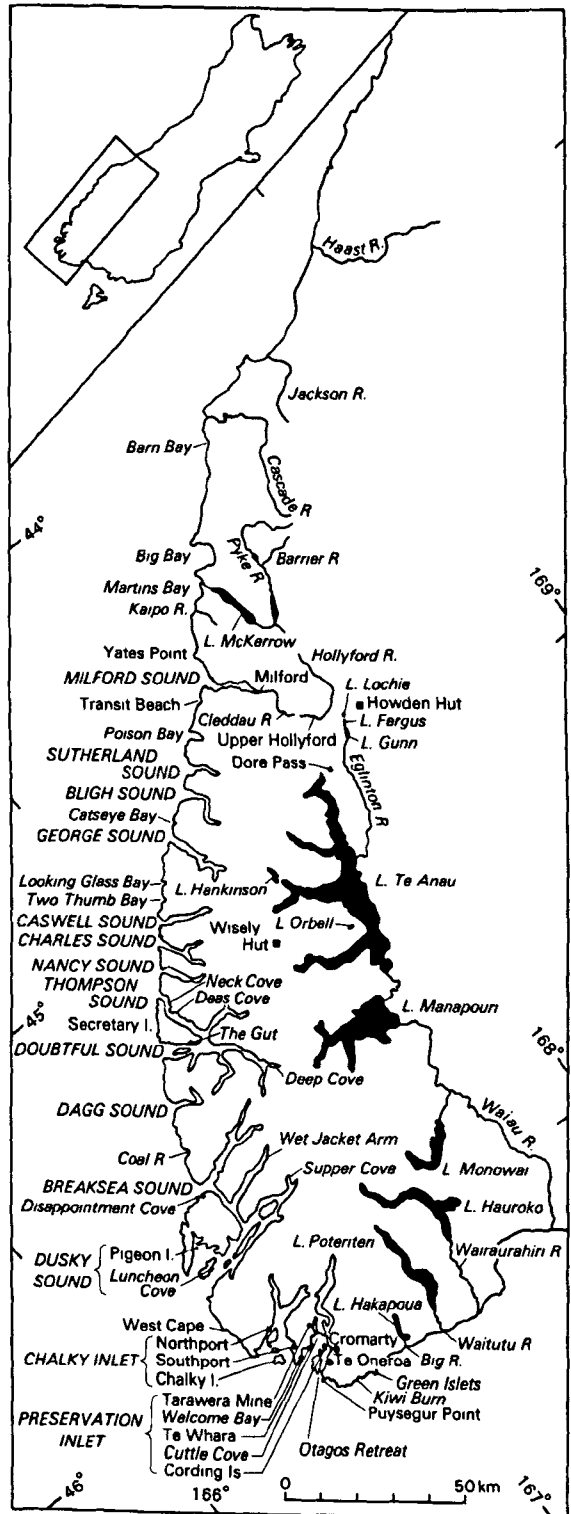 Haast R.
Jackson R.
Barn Bay
Cascade R
44°
Big Bay
Pyke R
Barrier R
169°
Martins Bay
Kaipo R.
L. McKerrow
Yates Point
Hollyford R.
MILFORD SOUND
Milford
L. Lochie
Transit Beach
Howden Hut
Cleddau R
L. Fergus
Poison Bay
Upper Hollyford
L. Gunn
SUTHERLAND
SOUND
Dore Pass
Eglinton R
BLIGH SOUND
Catseye Bay
GEORGE SOUND
Looking Glass Bay
L. Hankinson
L. Te Anau
Two Thumb Bay
CASWELL SOUND
Wisely
Hut
L Orbell
CHARLES SOUND
NANCY SOUND
Neck Cove
THOMPSON
SOUND
Deas Cove
L. Manapouri
45°
Secretary I.
The Gut
168°
DOUBTFUL SOUND
Deep Cove
Waiau R.
DAGG SOUND
Wet Jacket Arm
Coal R
Supper Cove
L Monowai
BREAKSEA SOUND
Disappointment Cove
L. Hauroko
DUSKY
SOUND
Pigeon I.
Luncheon
Cove
L. Poteriteri
Wairaurahiri R
L. Hakapoua
West Cape
Northport
Cromarty
Waitutu R
CHALKY INLET
Southport
Te Oneroa
Big R.
Chalky I.
Green Islets
Tarawera Mine
Kiwi Burn
PRESERVATION
INLET
Welcome Bay
Puysegur Point
Te Whara
Cuttle Cove
Otagos Retreat
Cording Is
0 50 km
46°
166°
167°